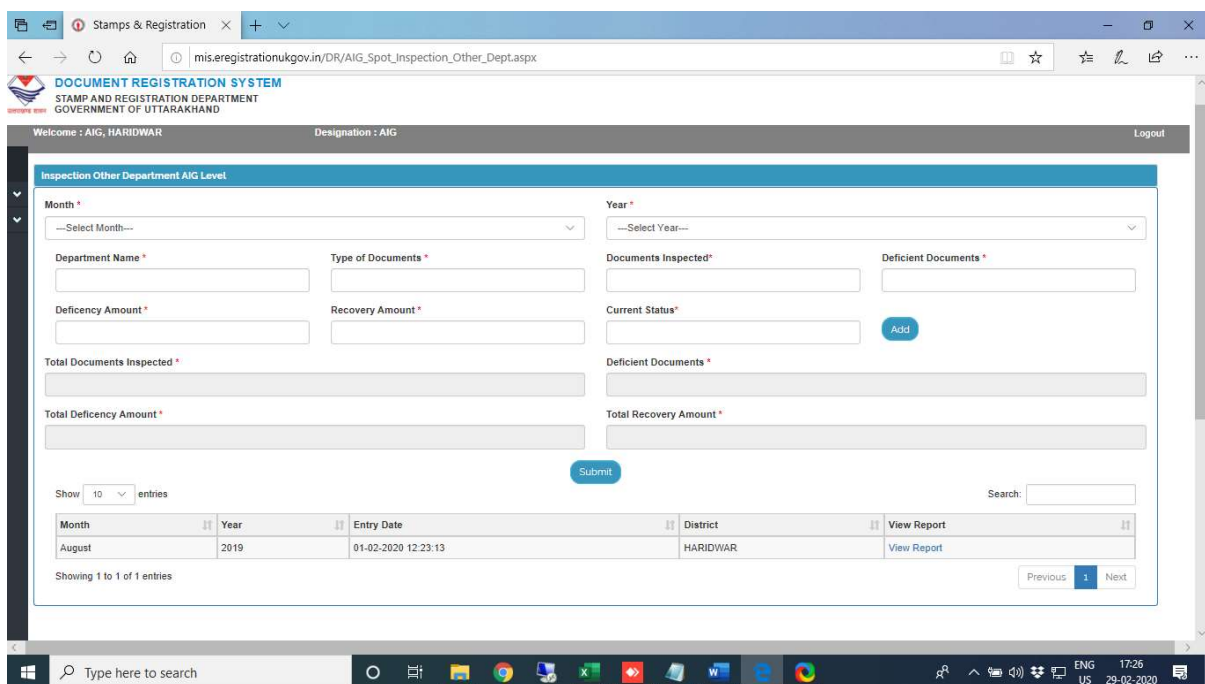 Stamps & Registration
mis.eregistrationukgov.in/DR/AIG_Spot_Inspection_Other_Dept.aspx
DOCUMENT REGISTRATION SYSTEM
STAMP AND REGISTRATION DEPARTMENT
GOVERNMENT OF UTTARAKHAND
Welcome : AIG, HARIDWAR Designation : AIG Logout
Inspection Other Department AIG Level
Month * Year *
---Select Month--- ---Select Year---
Department Name * Type of Documents * Documents Inspected* Deficient Documents *
Deficency Amount * Recovery Amount * Current Status*
Add
Total Documents Inspected * Deficient Documents *
Total Deficency Amount * Total Recovery Amount *
Submit
Show 10 entries Search:
Month Year Entry Date District View Report
August 2019 01-02-2020 12:23:13 HARIDWAR View Report
Showing 1 to 1 of 1 entries Previous 1 Next
Type here to search ENG 17:26
US 29-02-2020